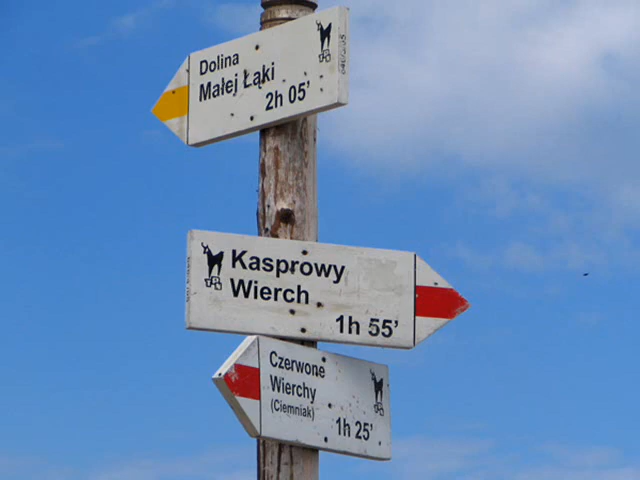 Dolina
Małej Łąki
2h 05'
Kasprowy
Wierch
1h 55'
Czerwone
Wierchy
(Ciemniak)
1h 25'